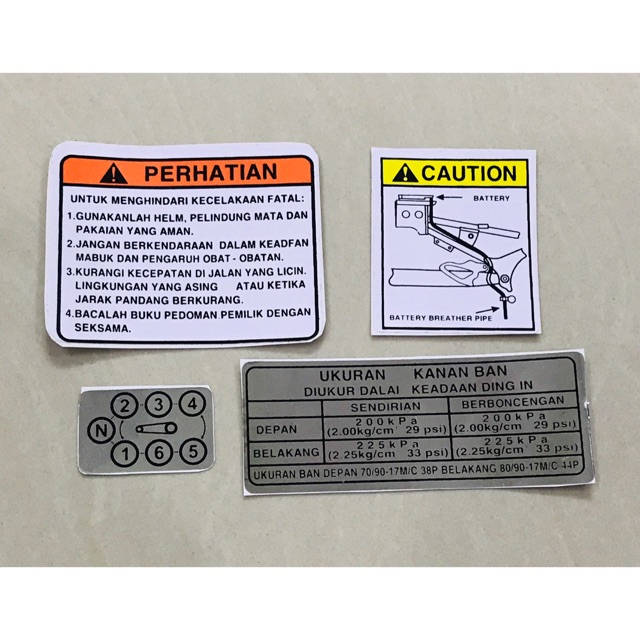 PERHATIAN
UNTUK MENGHINDARI KECELAKAAN FATAL:
1.GUNAKANLAH HELM, PELINDUNG MATA DAN
PAKAIAN YANG AMAN.
2.JANGAN BERKENDARAAN DALAM KEADFAN
MABUK DAN PENGARUH OBAT - OBATAN.
3.KURANGI KECEPATAN DI JALAN YANG LICIN.
LINGKUNGAN YANG ASING ATAU KETIKA
JARAK PANDANG BERKURANG.
4.BACALAH BUKU PEDOMAN PEMILIK DENGAN
SEKSAMA.
CAUTION
BATTERY
BATTERY BREATHER PIPE
2 3 4
N
1 6 5
UKURAN KANAN BAN
DIUKUR DALAI KEADAAN DING IN
SENDIRIAN BERBONCENGAN
DEPAN 200kPa (2.00kg/cm 29 psi) 200kPa (2.00kg/cm 29 psi)
BELAKANG 225kPa (2.25kg/cm 33 psi) 225kPa (2.25kg/cm 33 psi)
UKURAN BAN DEPAN 70/90-17M/C 38P BELAKANG 80/90-17M/C 44P